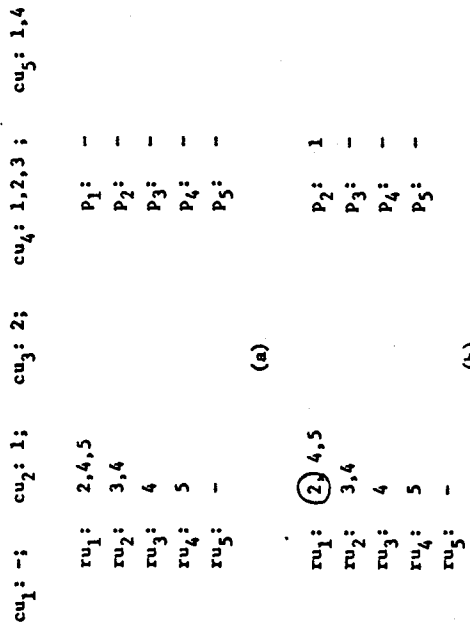 cu₁: -; cu₂: 1; cu₃: 2; cu₄: 1,2,3 ; cu₅: 1,4
ru₁: 2,4,5 P₁: -
ru₂: 3,4 P₂: -
ru₃: 4 P₃: -
ru₄: 5 P₄: -
ru₅: - P₅: -
(a)
ru₁: 2, 4,5 P₂: 1
ru₂: 3,4 P₃: -
ru₃: 4 P₄: -
ru₄: 5 P₅: -
ru₅: -
(b)